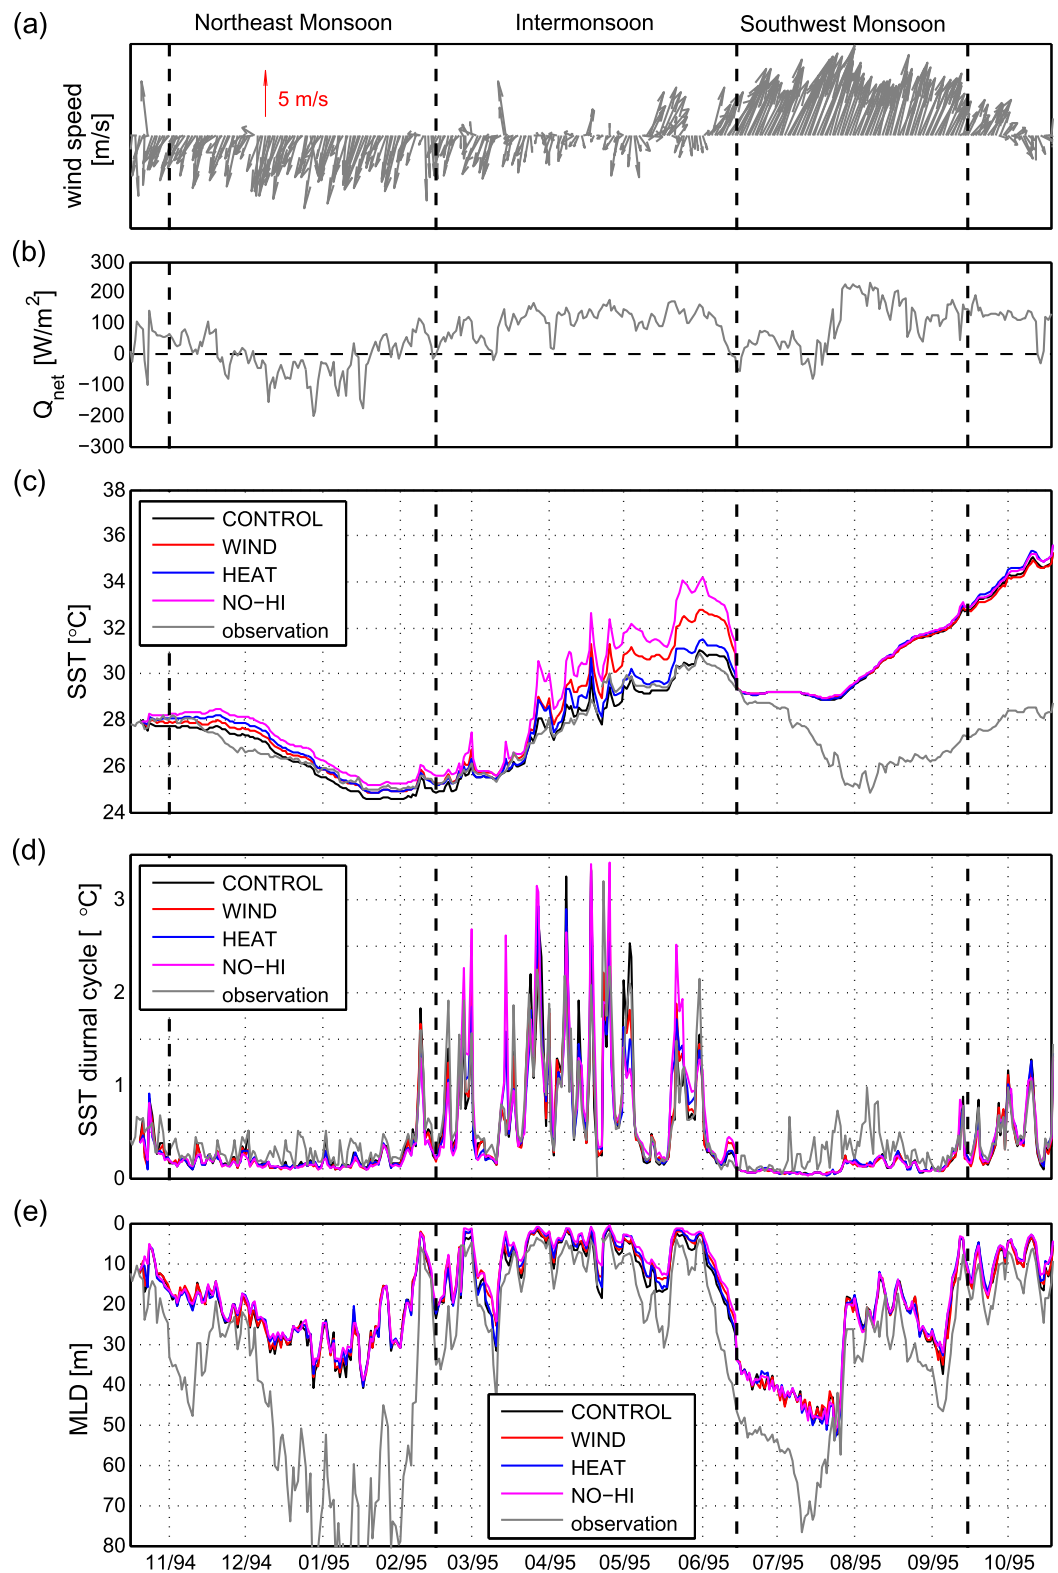 (a)
Northeast Monsoon
Intermonsoon
Southwest Monsoon
5 m/s
wind speed
[m/s]
(b)
300
200
100
0
−100
−200
−300
Qnet [W/m2]
(c)
38
36
34
32
30
28
26
24
SST [°C]
CONTROL
WIND
HEAT
NO−HI
observation
(d)
3
2
1
0
SST diurnal cycle [ °C]
CONTROL
WIND
HEAT
NO−HI
observation
(e)
0
10
20
30
40
50
60
70
80
MLD [m]
CONTROL
WIND
HEAT
NO−HI
observation
11/94 12/94 01/95 02/95 03/95 04/95 05/95 06/95 07/95 08/95 09/95 10/95